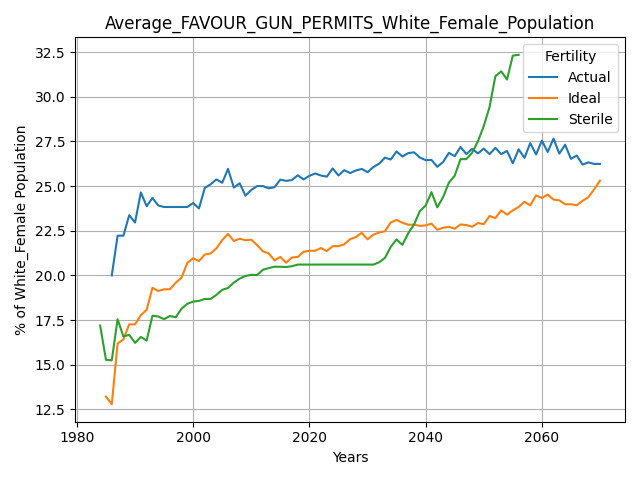 Average_FAVOUR_GUN_PERMITS_White_Female_Population
% of White_Female Population
32.5
30.0
27.5
25.0
22.5
20.0
17.5
15.0
12.5
Fertility
Actual
Ideal
Sterile
1980
2000
2020
2040
2060
Years